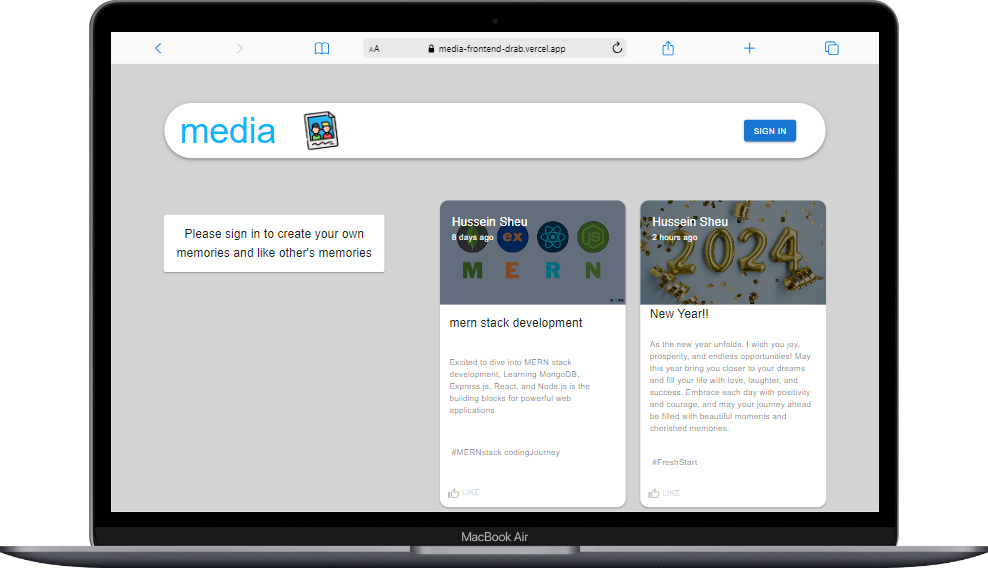 AA media-frontend-drab.vercel.app
media
SIGN IN
Please sign in to create your own
memories and like other's memories
Hussein Sheu
8 days ago
ex JS
M E R N
mern stack development
Excited to dive into MERN stack
development, Learning MongoDB,
Express.js, React, and Node.js is the
building blocks for powerful web
applications
#MERNstack codingJourney
LIKE
Hussein Sheu
2 hours ago
2024
New Year!!
As the new year unfolds, I wish you joy,
prosperity, and endless opportunities! May
this year bring you closer to your dreams
and fill your life with love, laughter, and
success. Embrace each day with positivity
and courage, and may your journey ahead
be filled with beautiful moments and
cherished memories.
#FreshStart
LIKE
MacBook Air